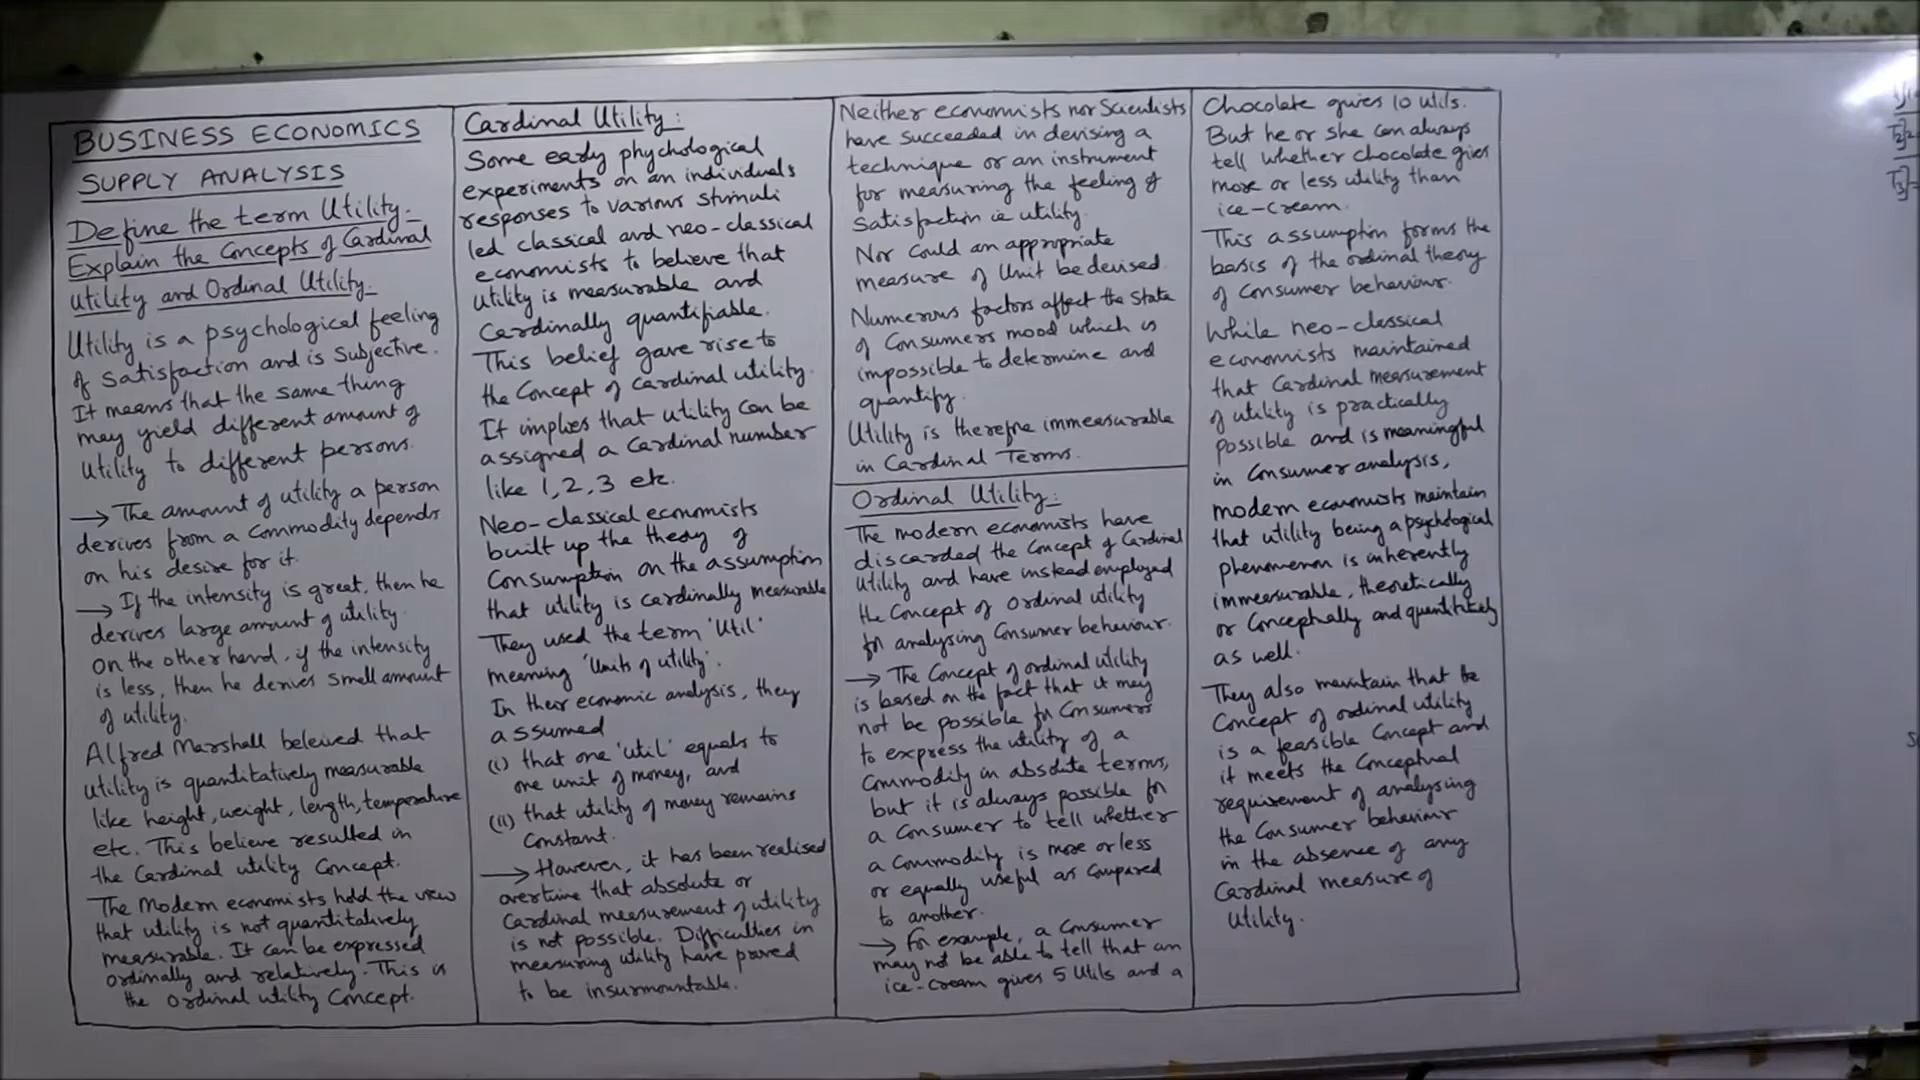 BUSINESS ECONOMICS
SUPPLY ANALYSIS
Define the term Utility.
Explain the Concepts of Cardinal
Utility and Ordinal Utility.
Utility is a psychological feeling
of Satisfaction and is Subjective.
It means that the same thing
may yield different amount of
Utility to different persons.
→ The amount of utility a person
derives from a Commodity depends
on his desire for it.
→ If the intensity is great, then he
derives large amount of utility.
On the other hand, if the intensity
is less, then he derives small amount
of utility.
Alfred Marshall beleived that
Utility is quantitatively measurable
like height, weight, length, temperature
etc. This believe resulted in
the Cardinal utility Concept.
The Modern economists hold the view
that utility is not quantitatively
measurable. It can be expressed
ordinally and relatively. This is
the Ordinal utility Concept.
Cardinal Utility:
Some early phychological
experiments on an individuals
responses to various stimuli
led classical and neo-classical
economists to believe that
Utility is measurable and
Cardinally quantifiable.
This belief gave rise to
the Concept of Cardinal utility.
It implies that utility can be
assigned a Cardinal number
like 1, 2, 3 etc.
Neo-classical economists
built up the theory of
Consumption on the assumption
that utility is cardinally measurable
They used the term 'Util'
meaning 'Units of utility'.
In their economic analysis, they
assumed
(i) that one 'util' equals to
one unit of money, and
(ii) that utility of money remains
Constant.
→ However, it has been realised
overtime that absolute or
Cardinal measurement of utility
is not possible. Difficulties in
measuring utility have proved
to be insurmountable.
Neither economists nor Scientists
have succeeded in devising a
technique or an instrument
for measuring the feeling of
Satisfaction ie utility.
Nor Could an appropriate
measure of Unit be devised.
Numerous factors affect the State
of Consumers mood which is
impossible to determine and
quantify.
Utility is therefore immeasurable
in Cardinal Terms.
Ordinal Utility:
The modern economists have
discarded the Concept of Cardinal
Utility and have instead employed
the Concept of Ordinal utility
for analysing Consumer behaviour.
→ The Concept of ordinal utility
is based on the fact that it may
not be possible for Consumers
to express the utility of a
Commodity in absolute terms,
but it is always possible for
a Consumer to tell whether
a Commodity is more or less
or equally useful as Compared
to another.
→ For example, a Consumer
may not be able to tell that an
ice-cream gives 5 Utils and a
Chocolate gives 10 utils.
But he or she can always
tell whether chocolate gives
more or less utility than
ice-cream.
This assumption forms the
basis of the ordinal theory
of Consumer behaviour.
While neo-classical
economists maintained
that Cardinal measurement
of utility is practically
possible and is meaningful
in Consumer analysis,
modern economists maintain
that utility being a psychological
phenomenon is inherently
immeasurable, theoretically
or Conceptually and quantitively
as well.
They also maintain that the
Concept of ordinal utility
is a feasible Concept and
it meets the Conceptual
requirement of analysing
the Consumer behaviour
in the absence of any
Cardinal measure of
Utility.